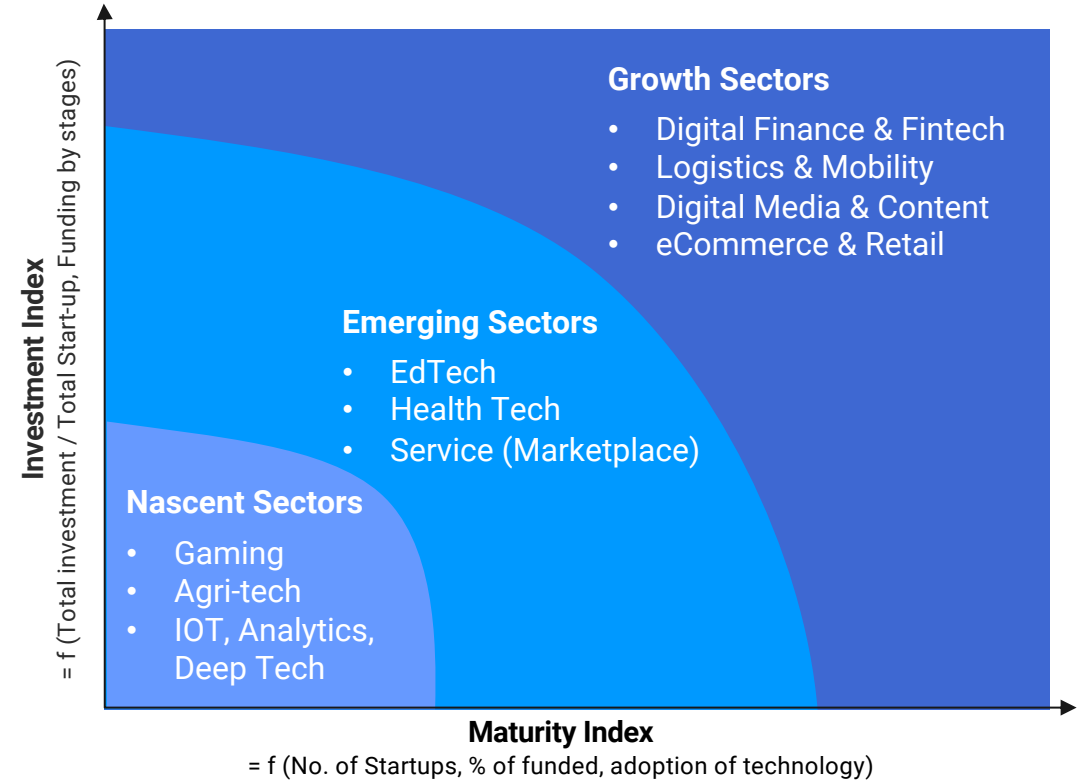 Growth Sectors
• Digital Finance & Fintech
• Logistics & Mobility
• Digital Media & Content
• eCommerce & Retail
Emerging Sectors
• EdTech
• Health Tech
• Service (Marketplace)
Nascent Sectors
• Gaming
• Agri-tech
• IOT, Analytics,
Deep Tech
Investment Index
= f (Total investment / Total Start-up, Funding by stages)
Maturity Index
= f (No. of Startups, % of funded, adoption of technology)